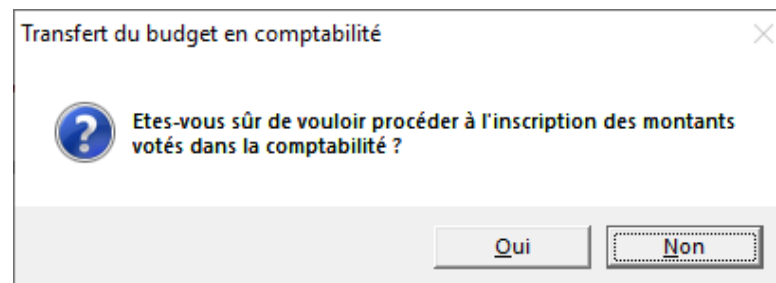 Transfert du budget en comptabilité
Etes-vous sûr de vouloir procéder à l'inscription des montants
votés dans la comptabilité ?
Oui
Non